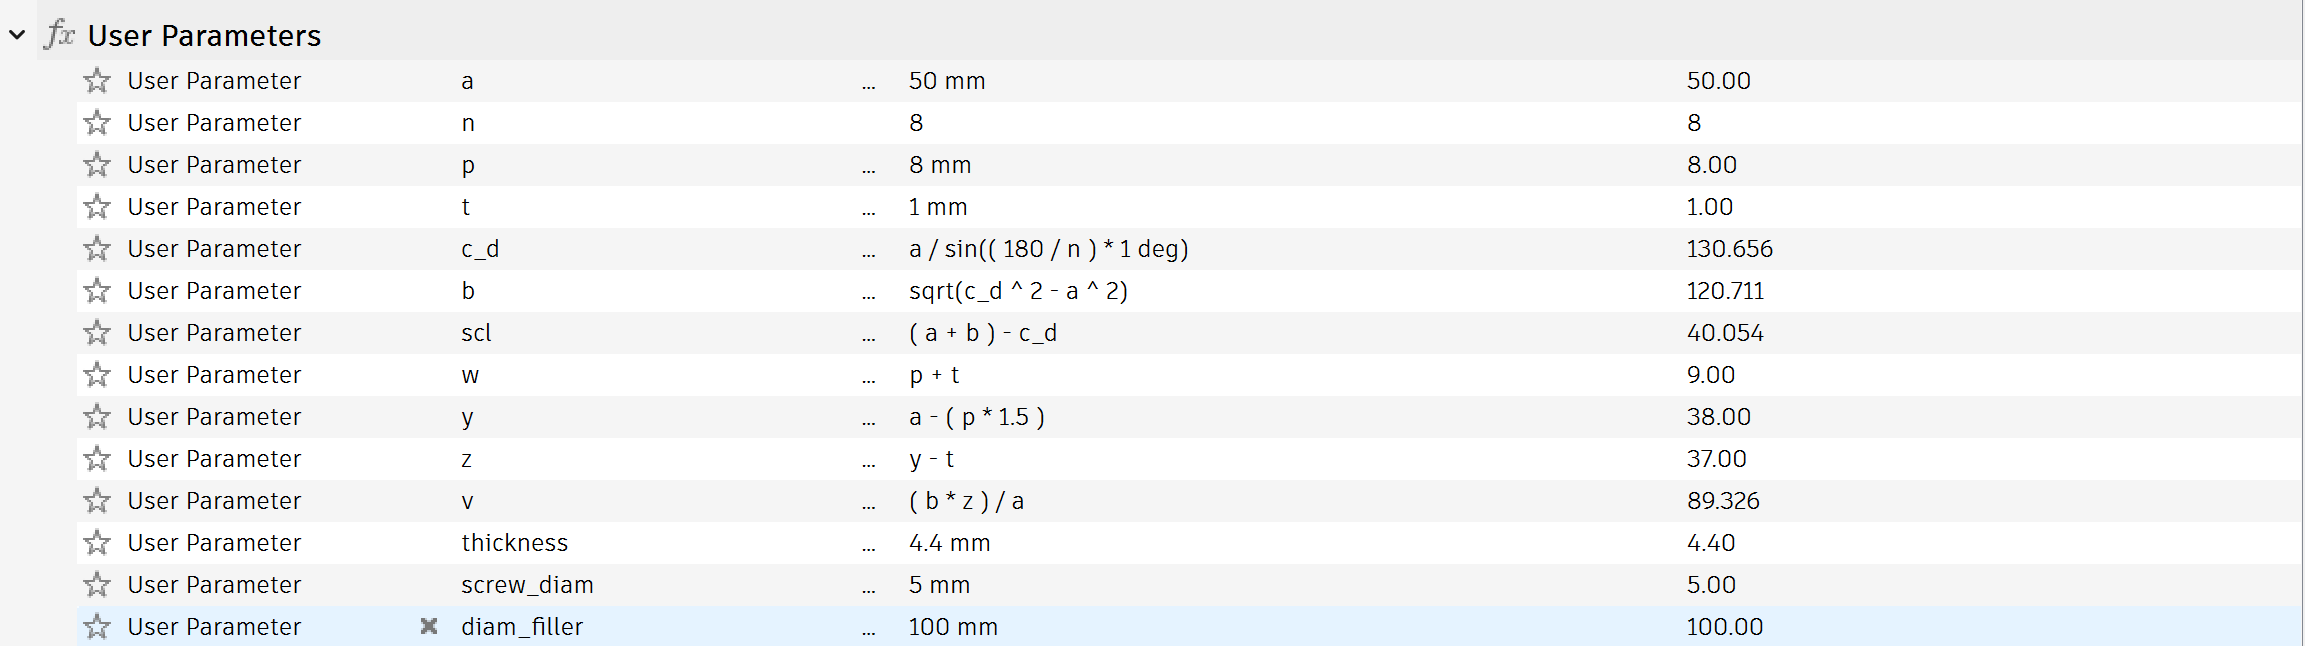 fx User Parameters
User Parameter a ... 50 mm 50.00
User Parameter n 8 8
User Parameter p ... 8 mm 8.00
User Parameter t ... 1 mm 1.00
User Parameter c_d ... a / sin(( 180 / n ) * 1 deg) 130.656
User Parameter b ... sqrt(c_d ^ 2 - a ^ 2) 120.711
User Parameter scl ... ( a + b ) - c_d 40.054
User Parameter w ... p + t 9.00
User Parameter y ... a - ( p * 1.5 ) 38.00
User Parameter z ... y - t 37.00
User Parameter v ... ( b * z ) / a 89.326
User Parameter thickness ... 4.4 mm 4.40
User Parameter screw_diam ... 5 mm 5.00
User Parameter diam_filler ... 100 mm 100.00